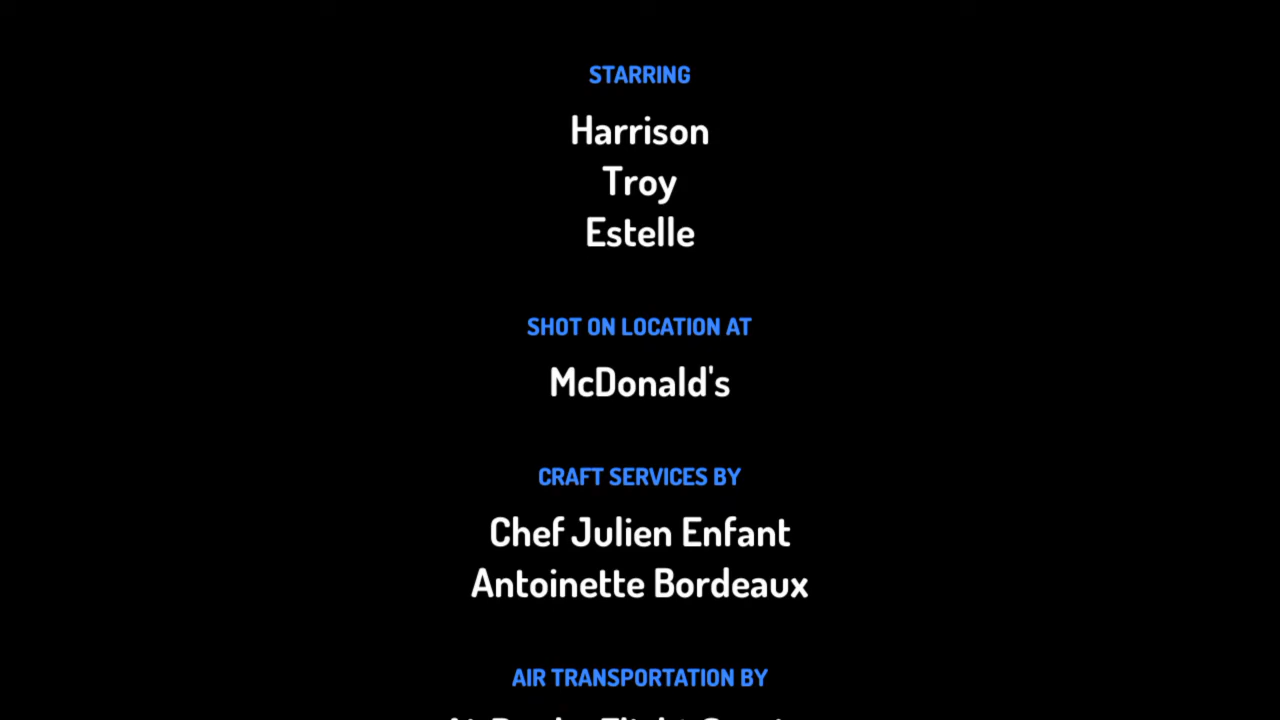 STARRING
Harrison
Troy
Estelle
SHOT ON LOCATION AT
McDonald's
CRAFT SERVICES BY
Chef Julien Enfant
Antoinette Bordeaux
AIR TRANSPORTATION BY